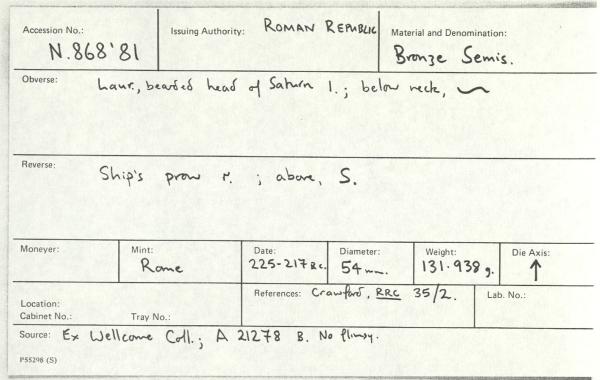 Accession No.: N.868'81 Issuing Authority: ROMAN REPUBLIC Material and Denomination: Bronze Semis.
Obverse: Laur., bearded head of Saturn l.; below neck, ∽
Reverse: Ship's prow r. ; above, S.
Moneyer: Mint: Rome Date: 225-217 B.C. Diameter: 54 mm. Weight: 131.938 g. Die Axis: ↑
Location:
Cabinet No.: Tray No.: References: Crawford, RRC 35/2. Lab. No.:
Source: Ex Wellcome Coll.; A 21278 B. No flimsy.
P55298 (S)